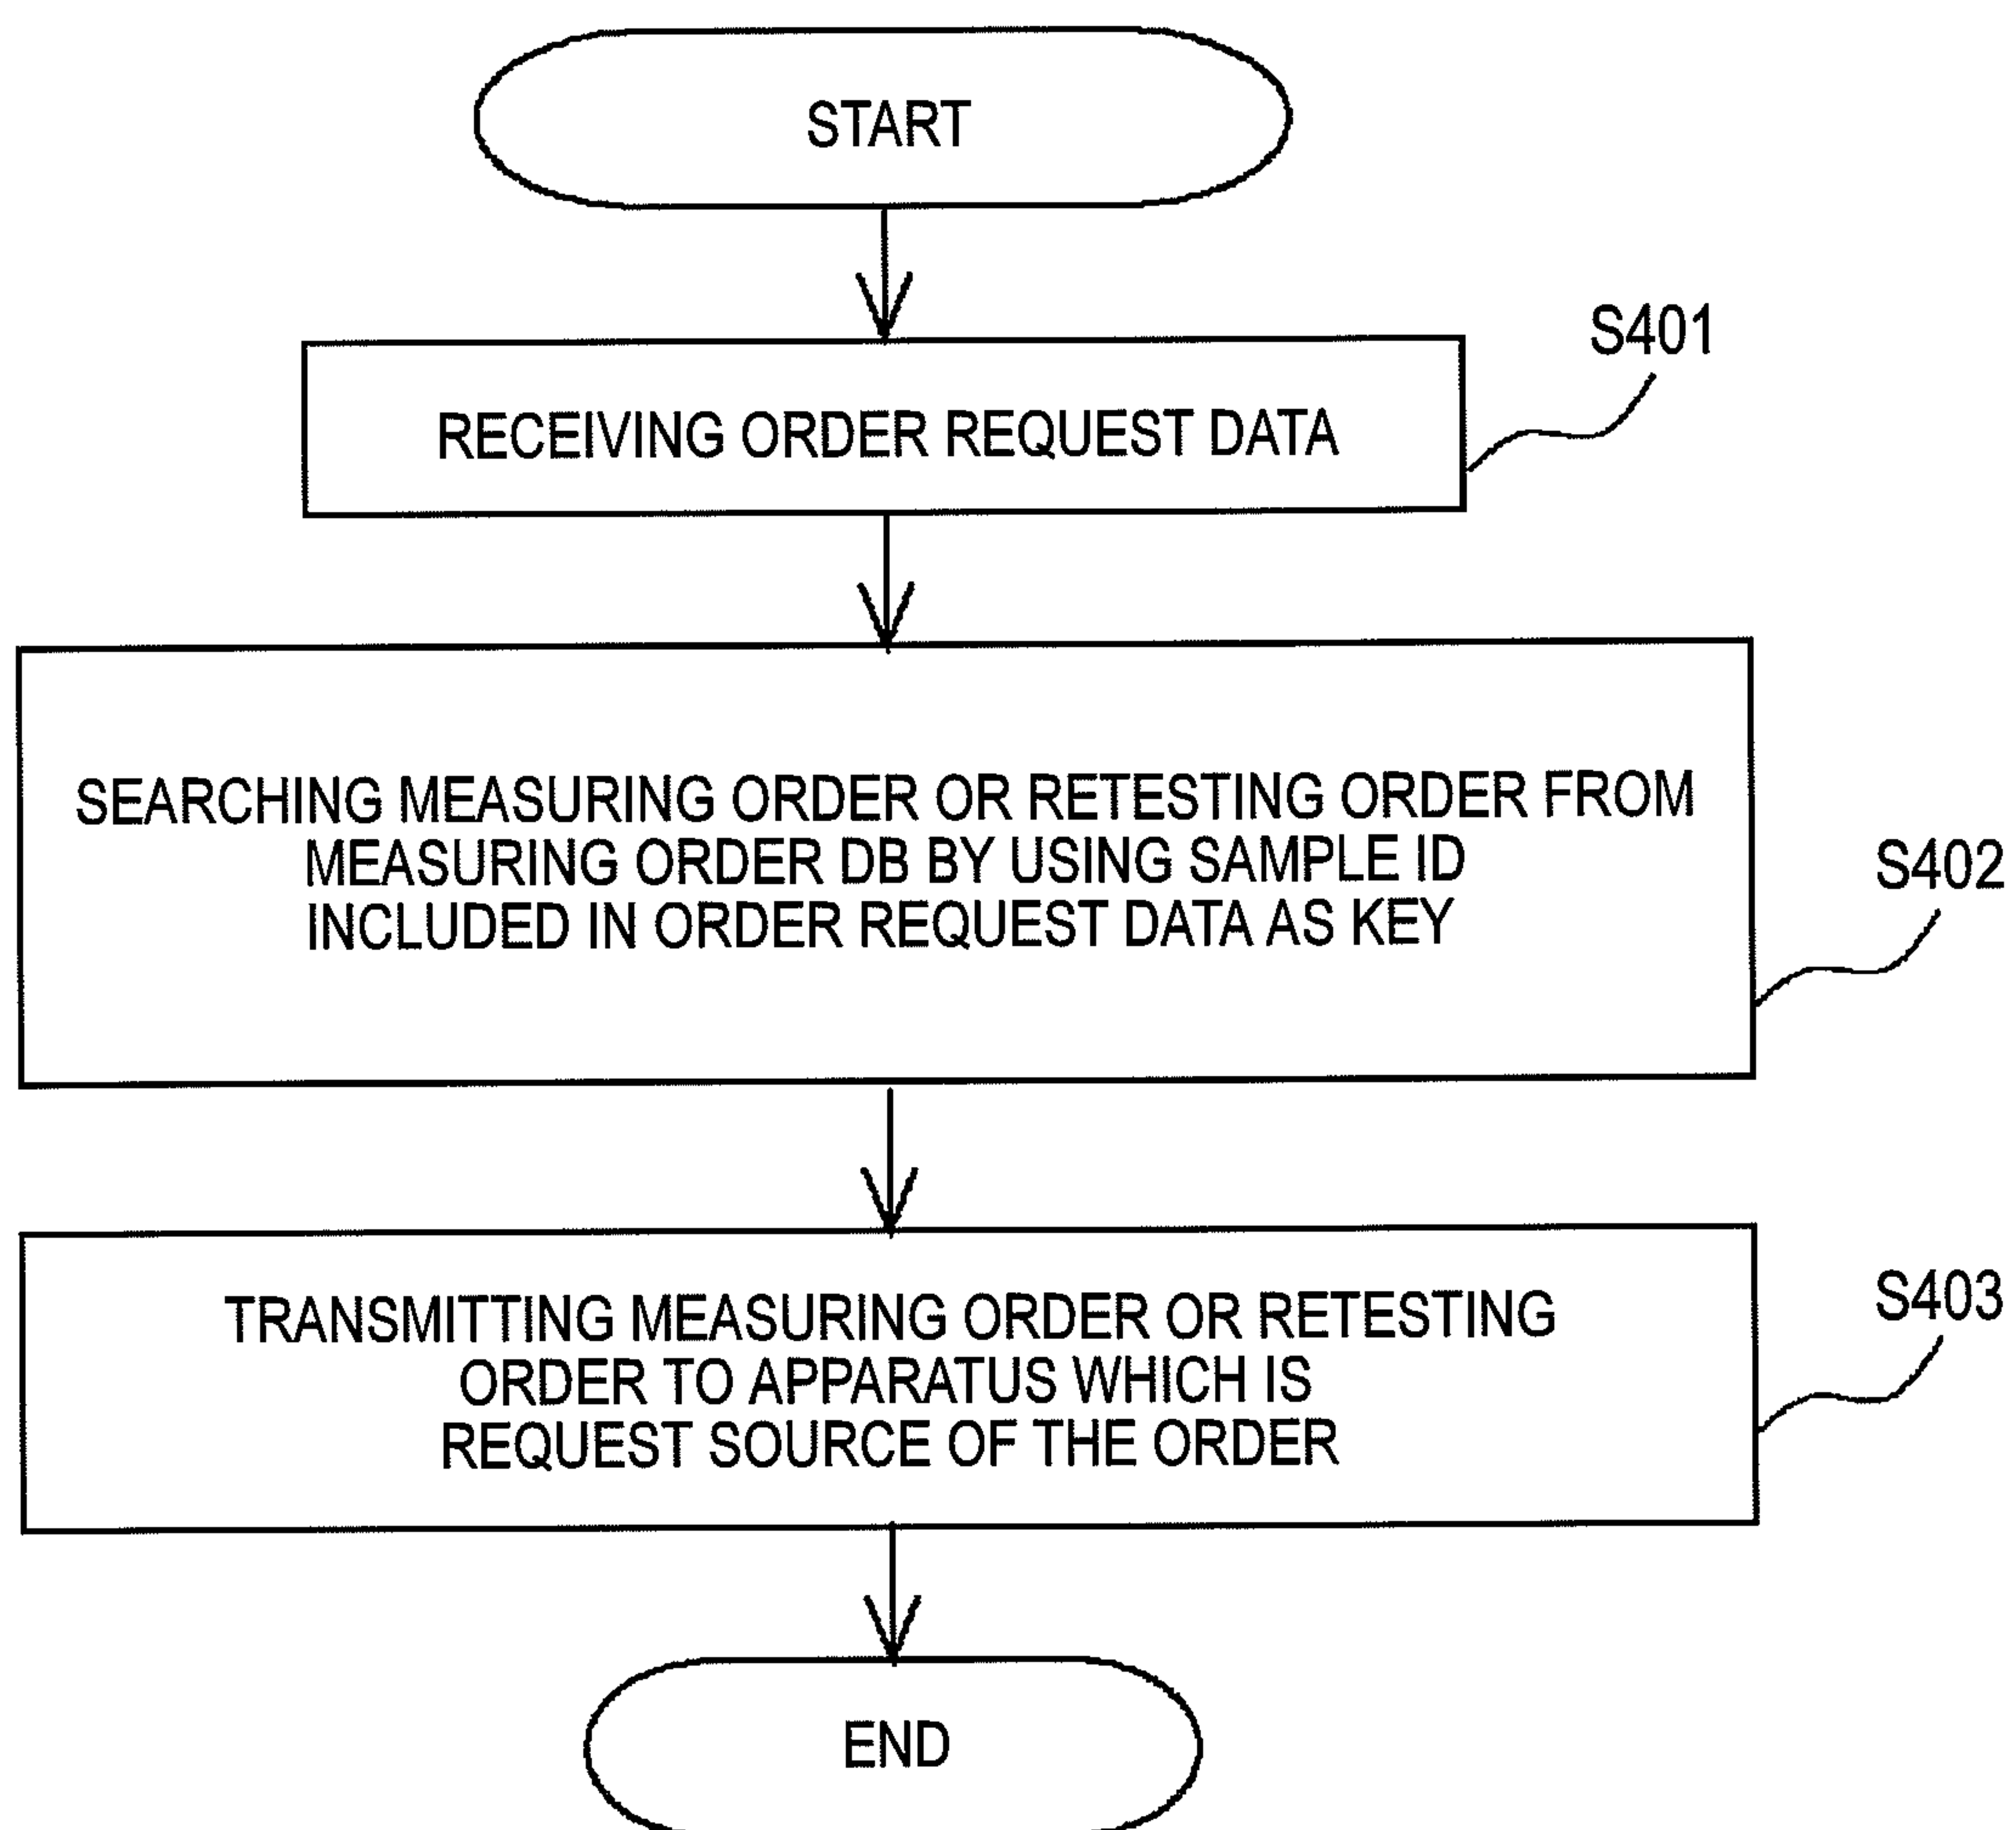 START
S401
RECEIVING ORDER REQUEST DATA
SEARCHING MEASURING ORDER OR RETESTING ORDER FROM
MEASURING ORDER DB BY USING SAMPLE ID
INCLUDED IN ORDER REQUEST DATA AS KEY
S402
TRANSMITTING MEASURING ORDER OR RETESTING
ORDER TO APPARATUS WHICH IS
REQUEST SOURCE OF THE ORDER
S403
END